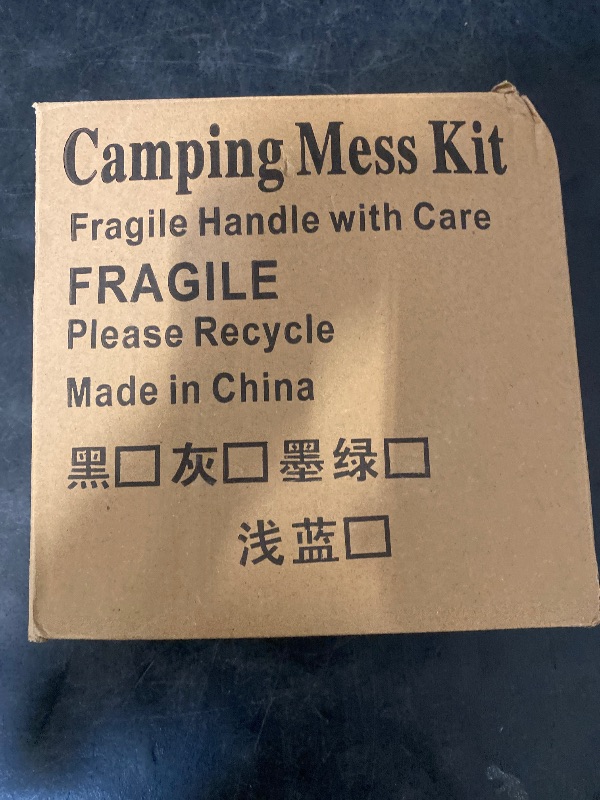 Camping Mess Kit
Fragile Handle with Care
FRAGILE
Please Recycle
Made in China
黑□灰□墨绿□
浅蓝□